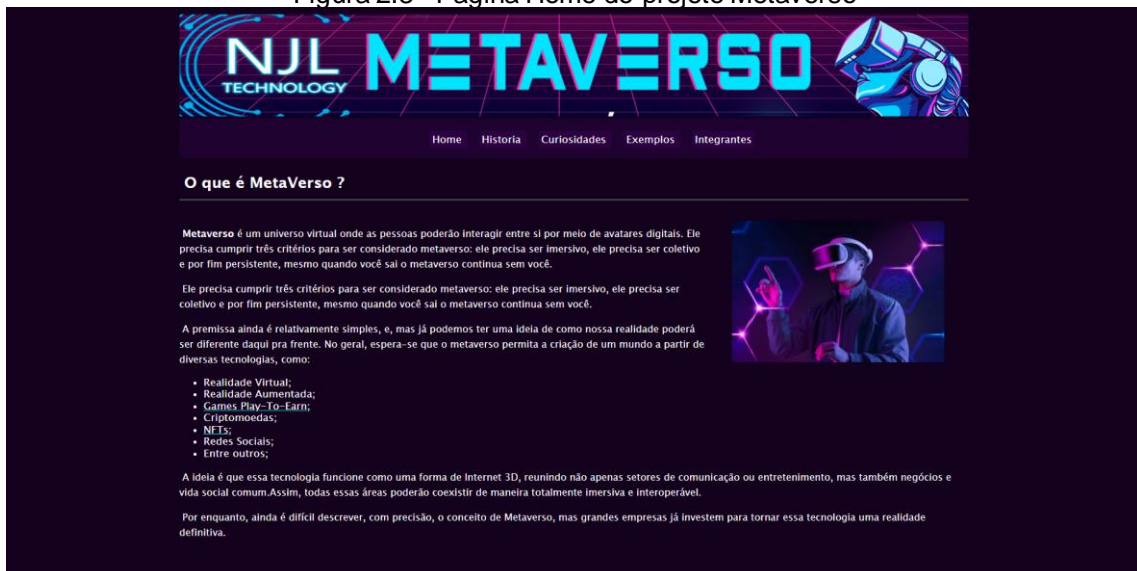 Figura 2.3 - Página Home do projeto Metaverso
NJL
TECHNOLOGY
METAVERSO
Home Historia Curiosidades Exemplos Integrantes
O que é MetaVerso ?
Metaverso é um universo virtual onde as pessoas poderão interagir entre si por meio de avatares digitais. Ele
precisa cumprir três critérios para ser considerado metaverso: ele precisa ser imersivo, ele precisa ser coletivo
e por fim persistente, mesmo quando você sai o metaverso continua sem você.
Ele precisa cumprir três critérios para ser considerado metaverso: ele precisa ser imersivo, ele precisa ser
coletivo e por fim persistente, mesmo quando você sai o metaverso continua sem você.
A premissa ainda é relativamente simples, e, mas já podemos ter uma ideia de como nossa realidade poderá
ser diferente daqui pra frente. No geral, espera-se que o metaverso permita a criação de um mundo a partir de
diversas tecnologias, como:
• Realidade Virtual;
• Realidade Aumentada;
• Games Play-To-Earn;
• Criptomoedas;
• NFTs;
• Redes Sociais;
• Entre outros;
A ideia é que essa tecnologia funcione como uma forma de Internet 3D, reunindo não apenas setores de comunicação ou entretenimento, mas também negócios e
vida social comum.Assim, todas essas áreas poderão coexistir de maneira totalmente imersiva e interoperável.
Por enquanto, ainda é difícil descrever, com precisão, o conceito de Metaverso, mas grandes empresas já investem para tornar essa tecnologia uma realidade
definitiva.